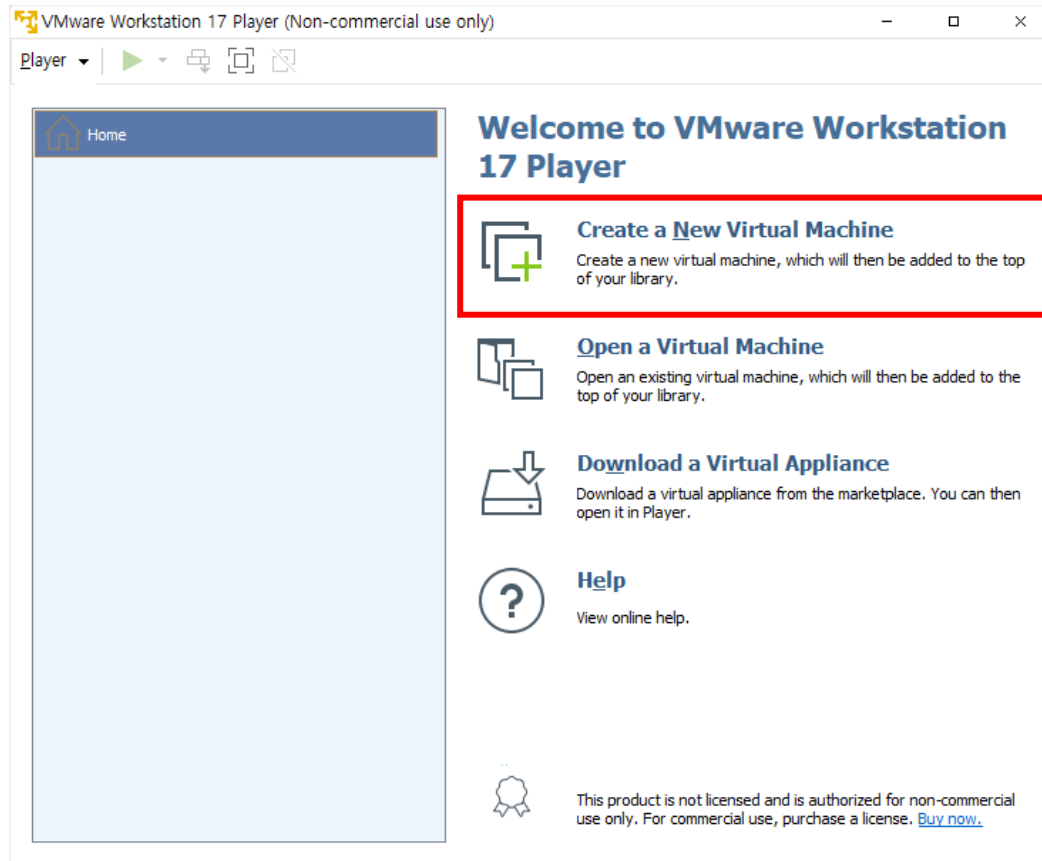 VMware Workstation 17 Player (Non-commercial use only)
Player
Home
Welcome to VMware Workstation
17 Player
Create a New Virtual Machine
Create a new virtual machine, which will then be added to the top
of your library.
Open a Virtual Machine
Open an existing virtual machine, which will then be added to the
top of your library.
Download a Virtual Appliance
Download a virtual appliance from the marketplace. You can then
open it in Player.
Help
View online help.
This product is not licensed and is authorized for non-commercial
use only. For commercial use, purchase a license. Buy now.